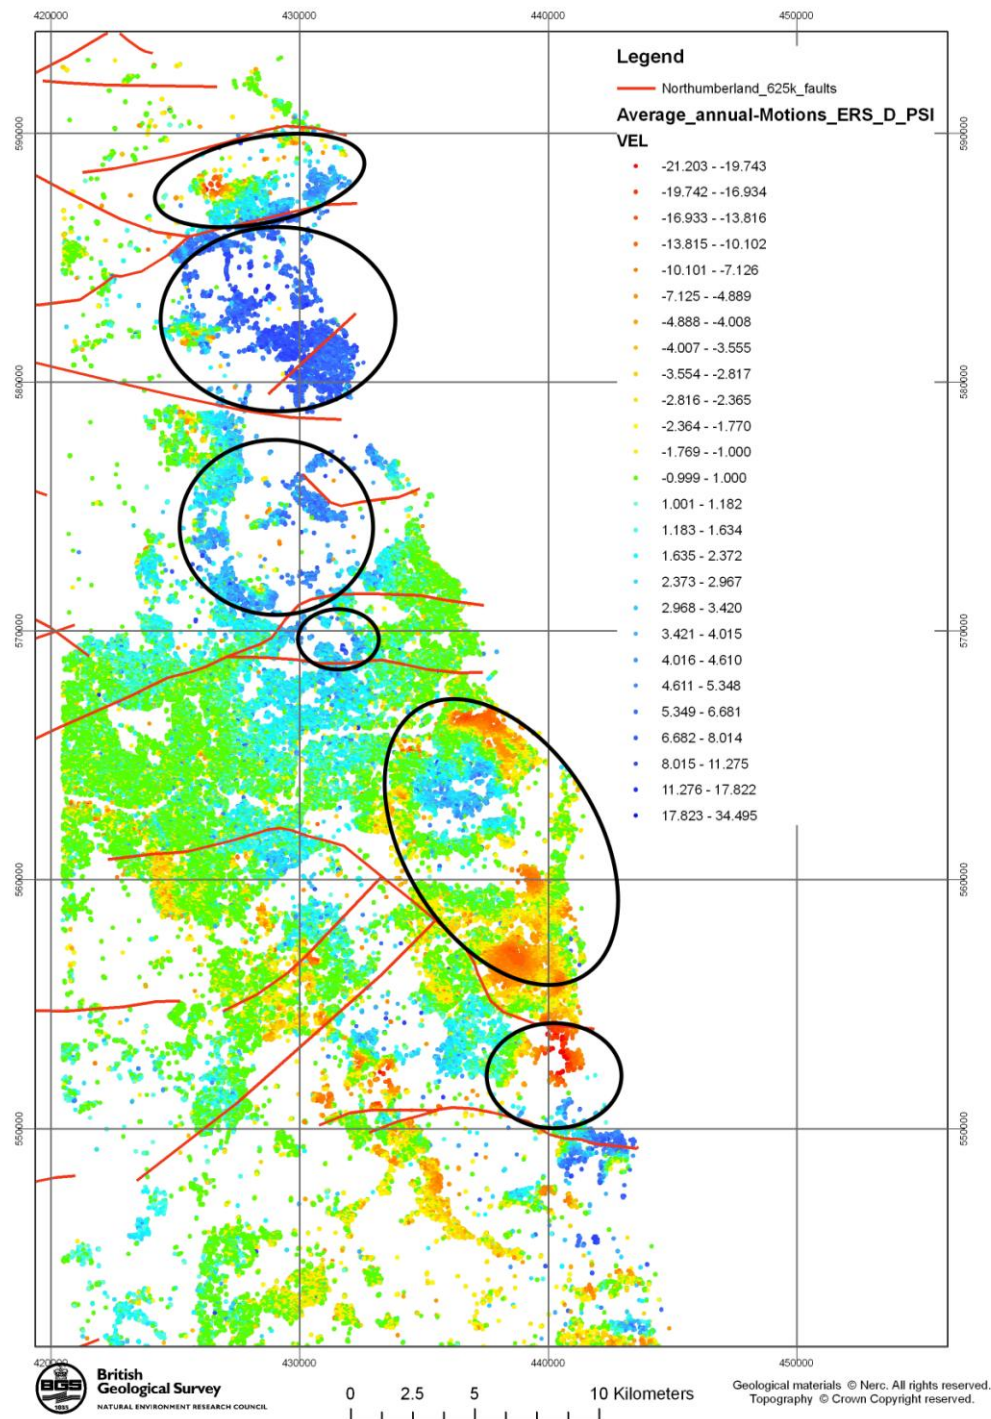 420000 430000 440000 450000
Legend
Northumberland_625k_faults
Average_annual-Motions_ERS_D_PSI
VEL
-21.203 - -19.743
-19.742 - -16.934
-16.933 - -13.816
-13.815 - -10.102
-10.101 - -7.126
-7.125 - -4.889
-4.888 - -4.008
-4.007 - -3.555
-3.554 - -2.817
-2.816 - -2.365
-2.364 - -1.770
-1.769 - -1.000
-0.999 - 1.000
1.001 - 1.182
1.183 - 1.634
1.635 - 2.372
2.373 - 2.967
2.968 - 3.420
3.421 - 4.015
4.016 - 4.610
4.611 - 5.348
5.349 - 6.681
6.682 - 8.014
8.015 - 11.275
11.276 - 17.822
17.823 - 34.495
590000 590000
580000 580000
570000 570000
560000 560000
550000 550000
420000 430000 440000 450000
BGS
1835
British
Geological Survey
NATURAL ENVIRONMENT RESEARCH COUNCIL
0 2.5 5 10 Kilometers
Geological materials © Nerc. All rights reserved.
Topography © Crown Copyright reserved.